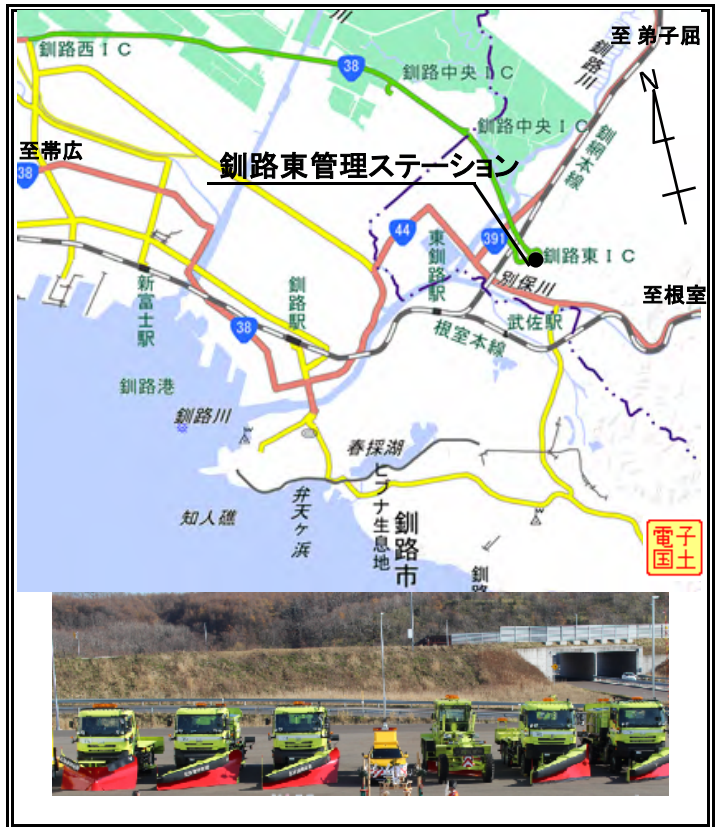 至 弟子屈
釧路川
釧路西IC
38
釧路中央IC
N
釧路中央IC
釧網本線
至帯広
38
釧路東管理ステーション
44
391
東釧路駅
釧路東IC
別保川
至根室
新富士駅
釧路駅
38
武佐駅
根室本線
釧路港
釧路川
春採湖
ヒブナ生息地
弁天ヶ浜
知人礁
釧路市
電子
国土